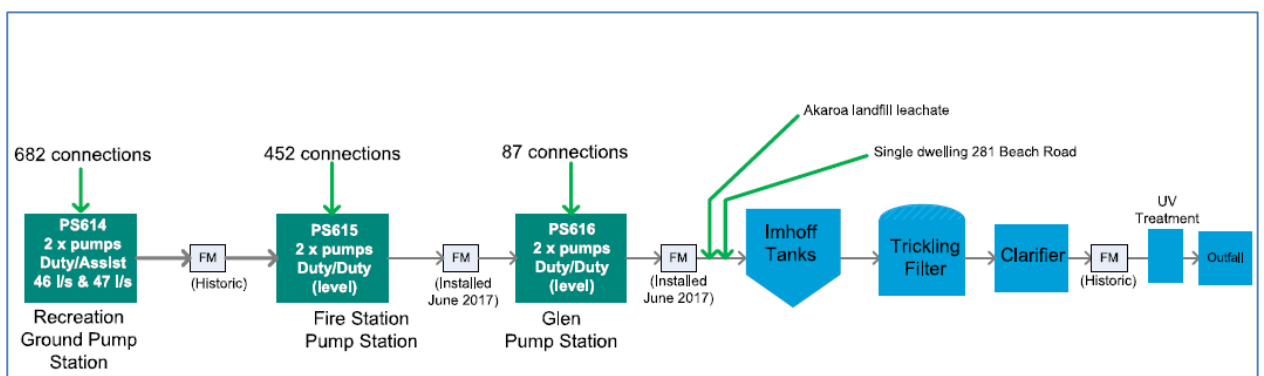 Akaroa landfill leachate
682 connections
452 connections
87 connections
Single dwelling 281 Beach Road
PS614
2 x pumps
Duty/Assist
46 l/s & 47 l/s
FM
(Historic)
PS615
2 x pumps
Duty/Duty
(level)
FM
(Installed
June 2017)
PS616
2 x pumps
Duty/Duty
(level)
FM
(Installed
June 2017)
Imhoff
Tanks
Trickling
Filter
Clarifier
FM
(Historic)
UV
Treatment
Outfall
Recreation
Ground Pump
Station
Fire Station
Pump Station
Glen
Pump Station